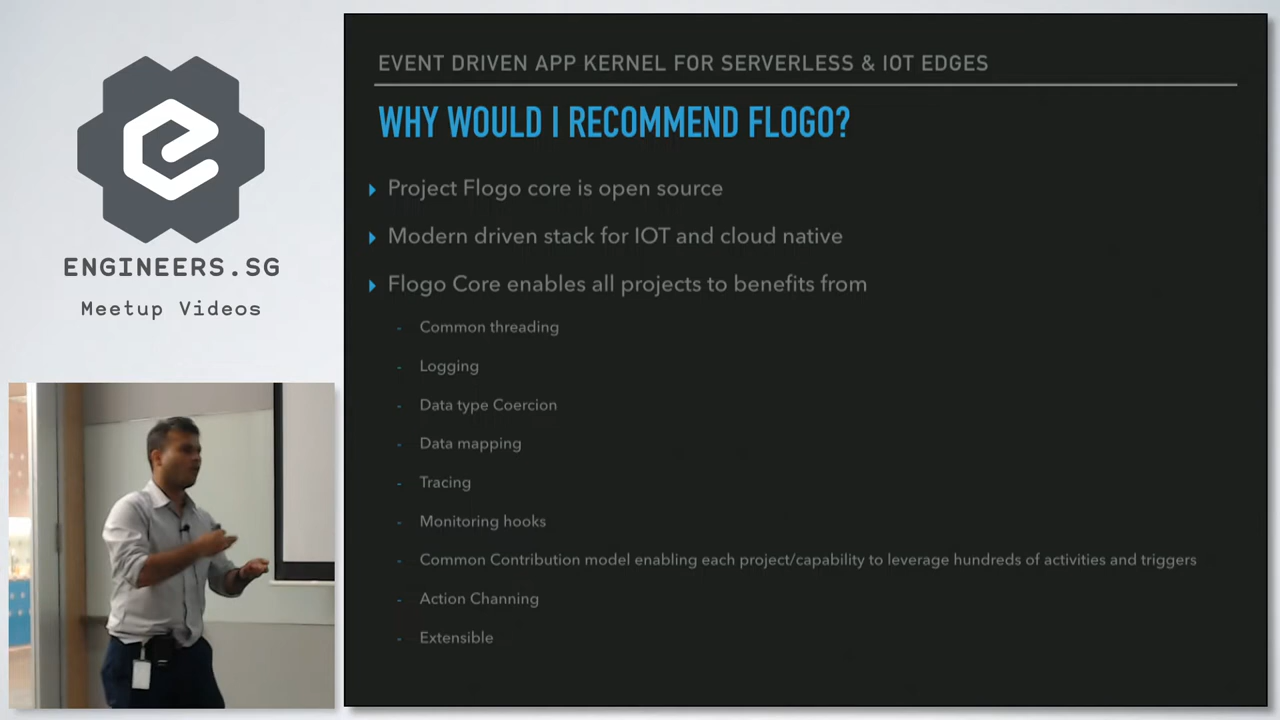 ENGINEERS.SG
Meetup Videos
EVENT DRIVEN APP KERNEL FOR SERVERLESS & IOT EDGES
WHY WOULD I RECOMMEND FLOGO?
Project Flogo core is open source
Modern driven stack for IOT and cloud native
Flogo Core enables all projects to benefits from
- Common threading
- Logging
- Data type Coercion
- Data mapping
- Tracing
- Monitoring hooks
- Common Contribution model enabling each project/capability to leverage hundreds of activities and triggers
- Action Channing
- Extensible